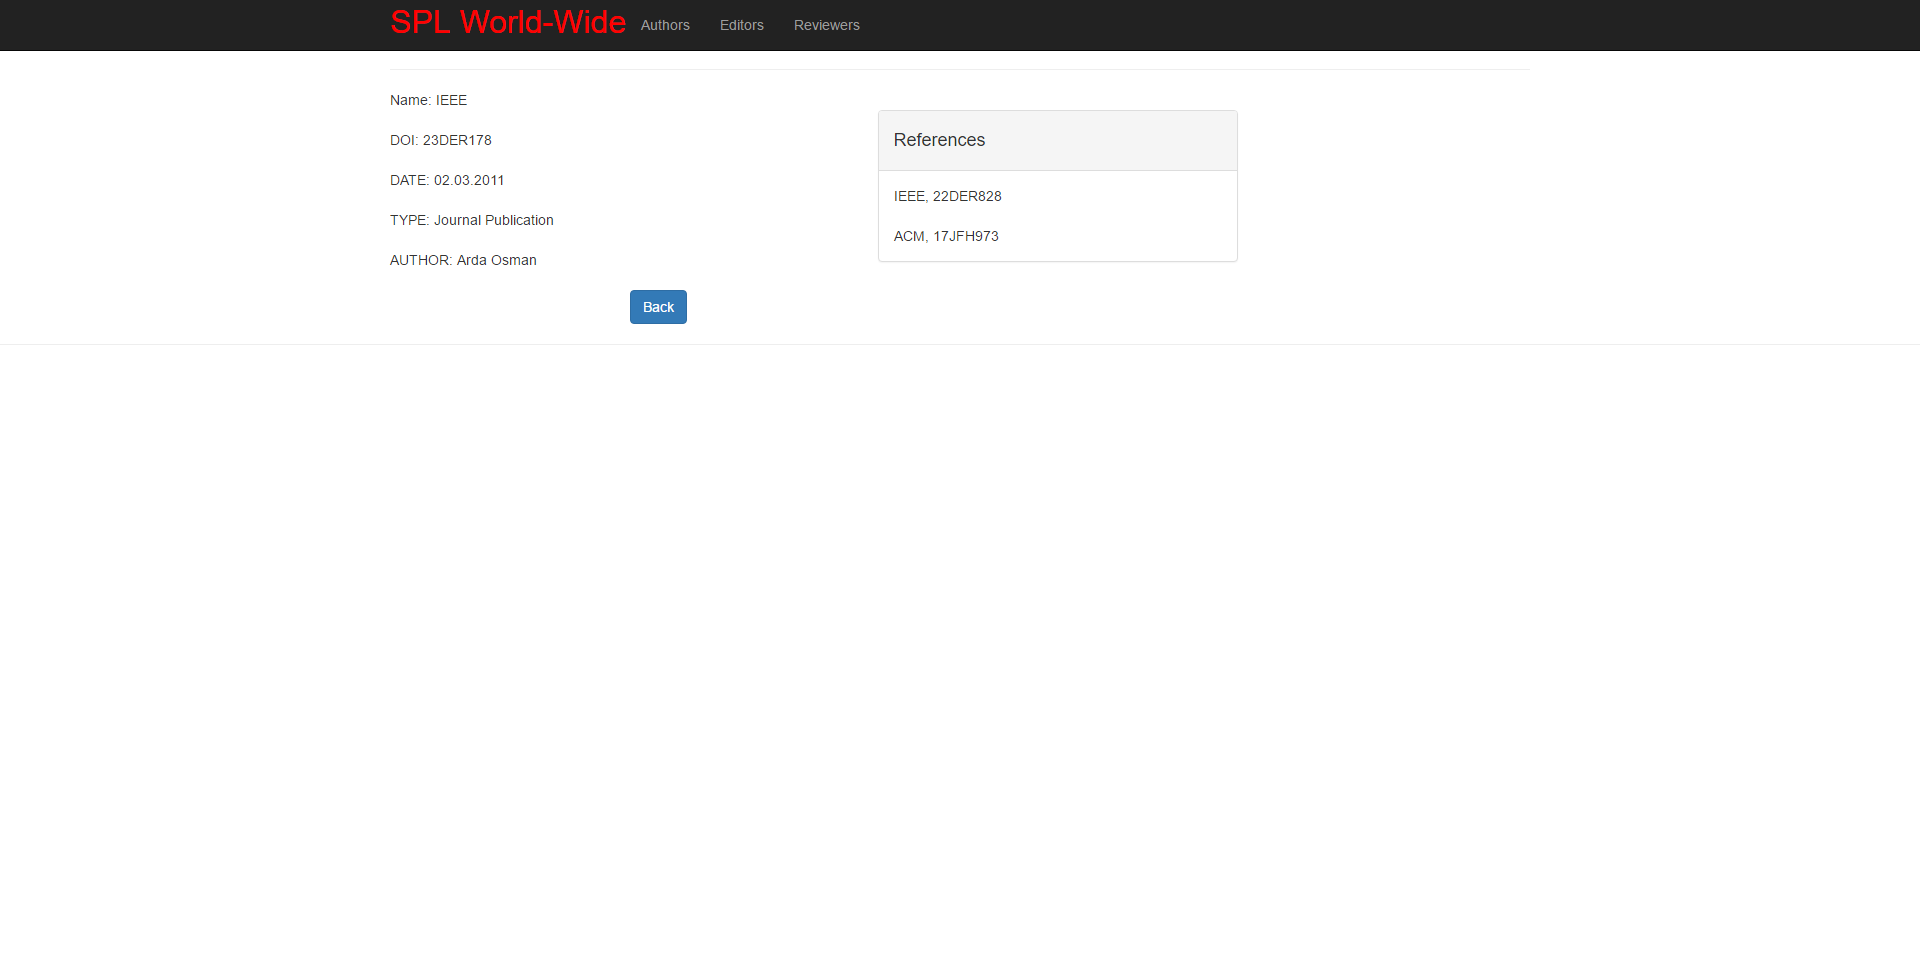 SPL World-Wide Authors Editors Reviewers
Name: IEEE
DOI: 23DER178
DATE: 02.03.2011
TYPE: Journal Publication
AUTHOR: Arda Osman
Back
References
IEEE, 22DER828
ACM, 17JFH973